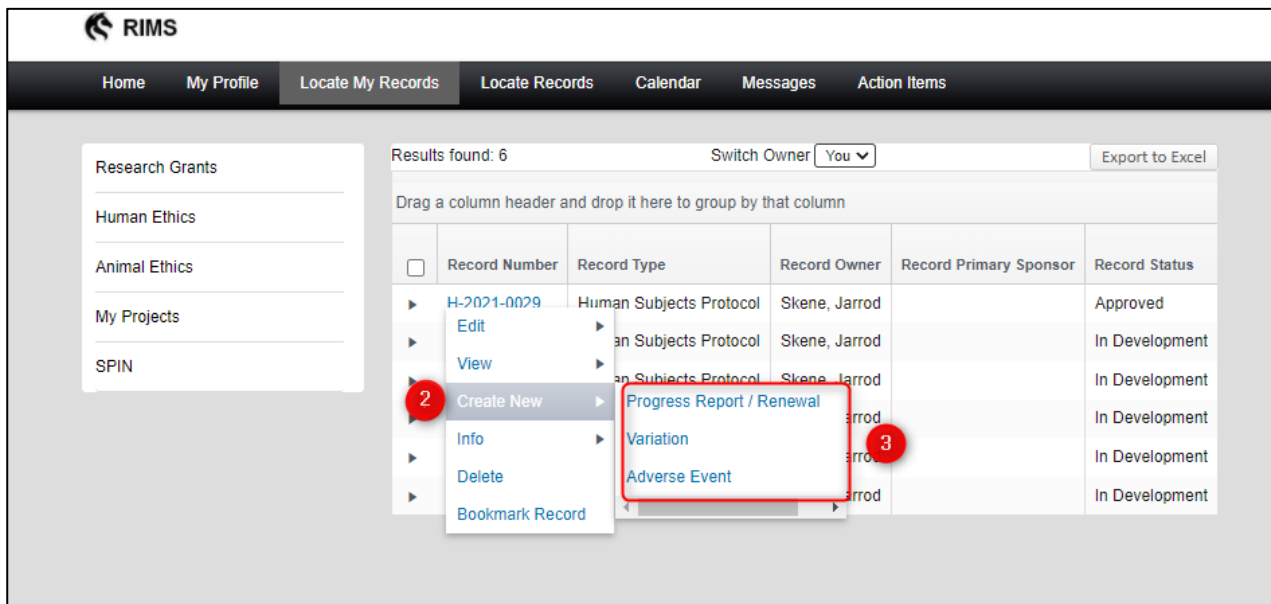 RIMS
Home My Profile Locate My Records Locate Records Calendar Messages Action Items
Research Grants
Human Ethics
Animal Ethics
My Projects
SPIN
Results found: 6 Switch Owner You Export to Excel
Drag a column header and drop it here to group by that column
Record Number Record Type Record Owner Record Primary Sponsor Record Status
H-2021-0029 Human Subjects Protocol Skene, Jarrod Approved
an Subjects Protocol Skene, Jarrod In Development
an Subjects Protocol Skene, Jarrod In Development
arrod In Development
arrod In Development
arrod In Development
Edit
View
2 Create New
Info
Delete
Bookmark Record
Progress Report / Renewal
Variation
3
Adverse Event